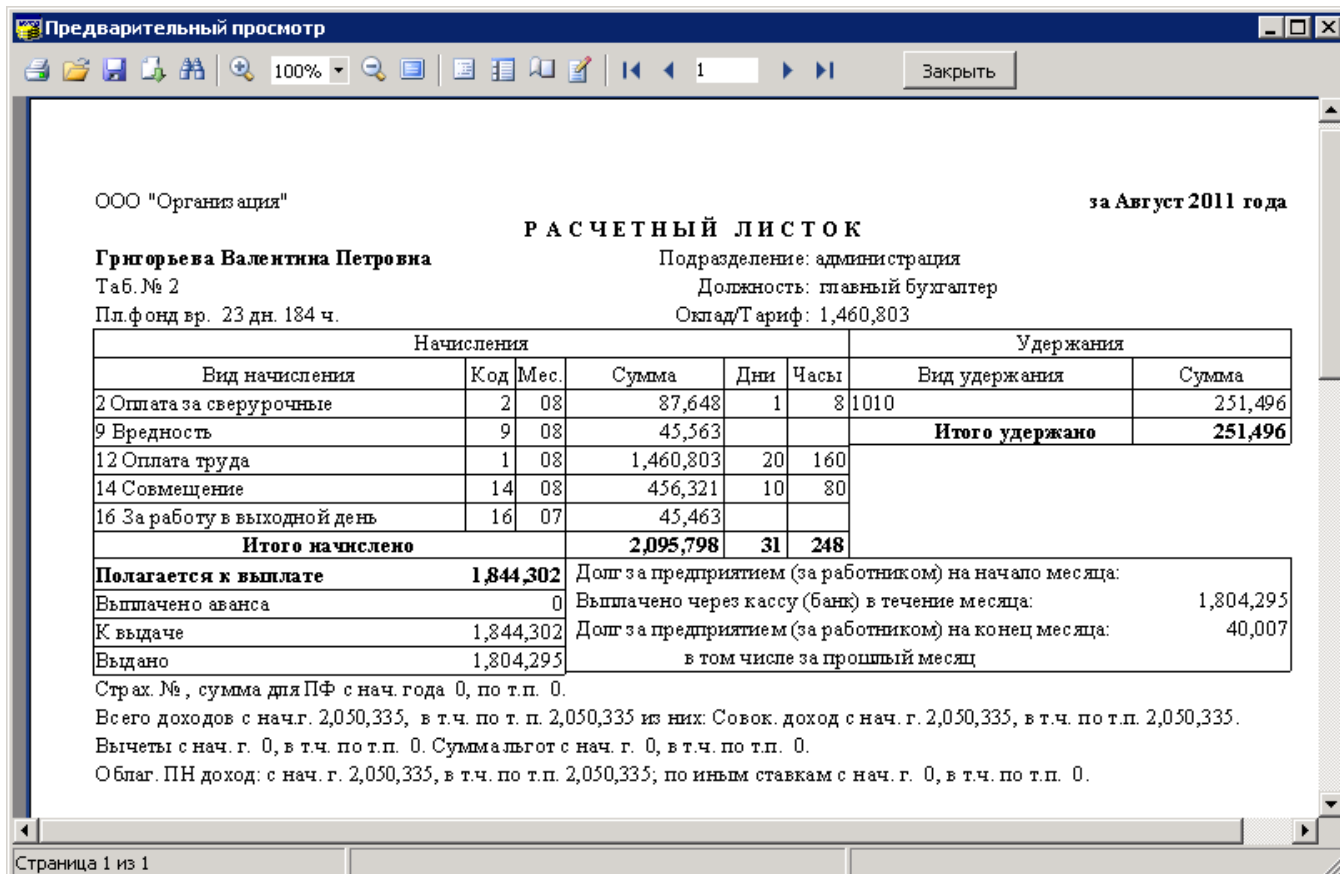 Предварительный просмотр
100% 1 Закрыть
ООО "Организация" за Август 2011 года
РАСЧЕТНЫЙ ЛИСТОК
Григорьева Валентина Петровна Подразделение: администрация
Таб. № 2 Должность: главный бухгалтер
Пл.фонд вр. 23 дн. 184 ч. Оклад/Тариф: 1,460,803
Начисления Удержания
Вид начисления Код Мес. Сумма Дни Часы Вид удержания Сумма
2 Оплата за сверурочные 2 08 87,648 1 8 1010 251,496
9 Вредность 9 08 45,563 Итого удержано 251,496
12 Оплата труда 1 08 1,460,803 20 160
14 Совмещение 14 08 456,321 10 80
16 За работу в выходной день 16 07 45,463
Итого начислено 2,095,798 31 248
Полагается к выплате 1,844,302 Долг за предприятием (за работником) на начало месяца:
Выплачено аванса 0 Выплачено через кассу (банк) в течение месяца: 1,804,295
К выдаче 1,844,302 Долг за предприятием (за работником) на конец месяца: 40,007
Выдано 1,804,295 в том числе за прошлый месяц
Страх. № , сумма для ПФ с нач. года 0, по т.п. 0.
Всего доходов с нач.г. 2,050,335, в т.ч. по т. п. 2,050,335 из них: Совок. доход с нач. г. 2,050,335, в т.ч. по т.п. 2,050,335.
Вычеты с нач. г. 0, в т.ч. по т.п. 0. Сумма льгот с нач. г. 0, в т.ч. по т.п. 0.
Облаг. ПН доход: с нач. г. 2,050,335, в т.ч. по т.п. 2,050,335; по иным ставкам с нач. г. 0, в т.ч. по т.п. 0.
Страница 1 из 1